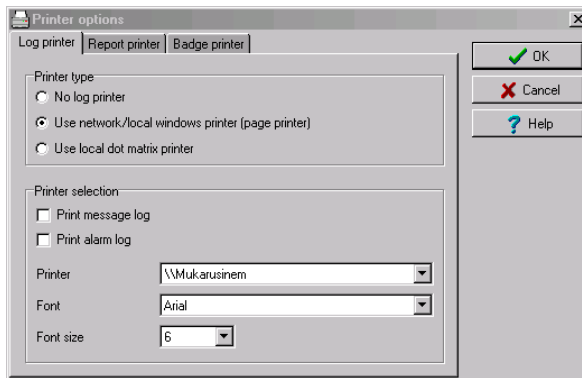 Printer options
Log printer Report printer Badge printer
Printer type
No log printer
Use network/local windows printer (page printer)
Use local dot matrix printer
Printer selection
Print message log
Print alarm log
Printer \\Mukarusinem
Font Arial
Font size 6
OK
Cancel
Help